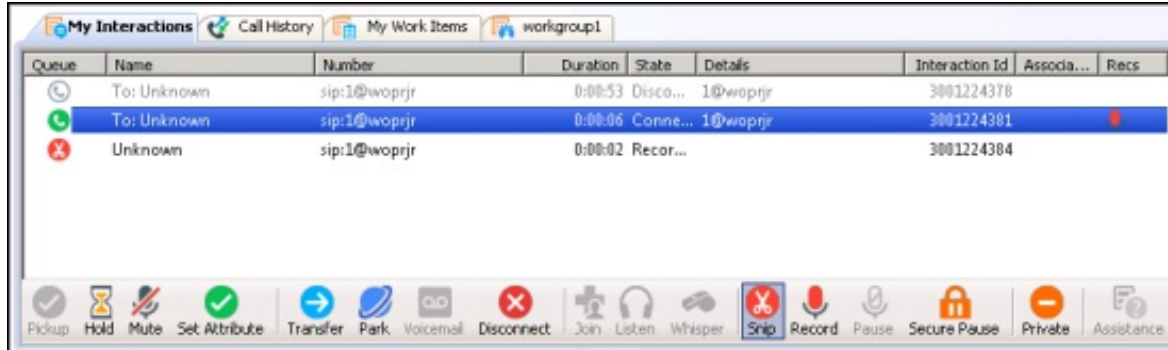 My Interactions Call History My Work Items workgroup1
Queue Name Number Duration State Details Interaction Id Associa... Recs
To: Unknown sip:1@woprjr 0:00:53 Disco... 1@woprjr 3001224378
To: Unknown sip:1@woprjr 0:00:06 Conne... 1@woprjr 3001224381
Unknown sip:1@woprjr 0:00:02 Recor... 3001224384
Pickup Hold Mute Set Attribute Transfer Park Voicemail Disconnect Join Listen Whisper Snip Record Pause Secure Pause Private Assistance